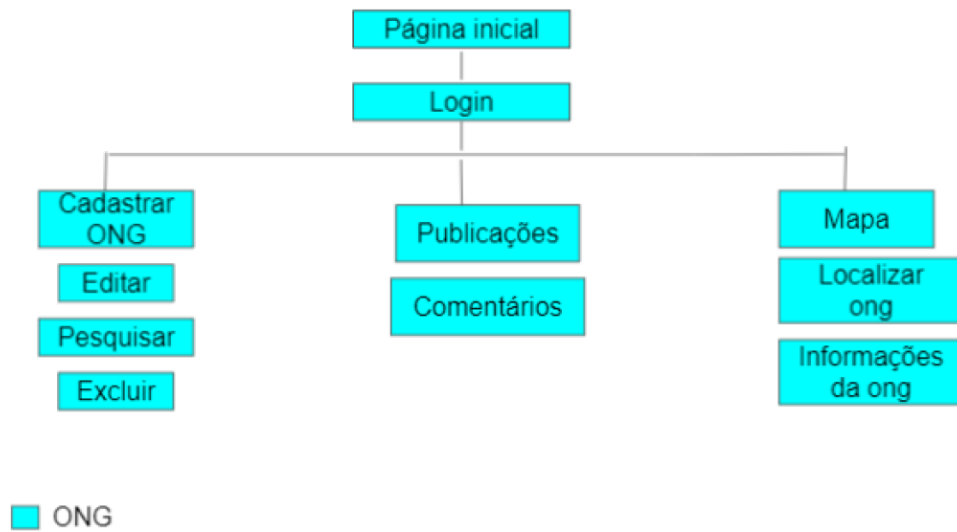 Página inicial
Login
Cadastrar
ONG
Editar
Pesquisar
Excluir
Publicações
Comentários
Mapa
Localizar
ong
Informações
da ong
ONG